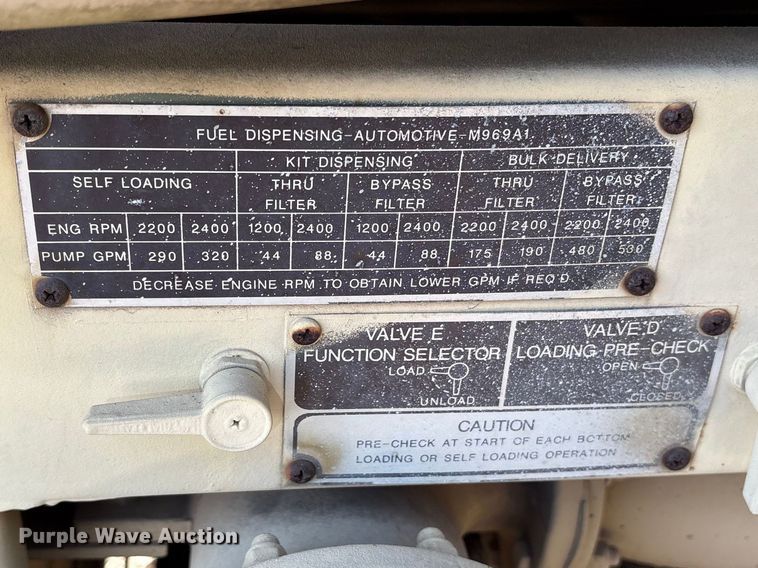 FUEL DISPENSING-AUTOMOTIVE-M969A1
KIT DISPENSING BULK DELIVERY
SELF LOADING THRU FILTER BYPASS FILTER THRU FILTER BYPASS FILTER
ENG RPM 2200 2400 1200 2400 1200 2400 2200 2400 2200 2400
PUMP GPM 290 320 44 88 44 88 175 190 480 530
DECREASE ENGINE RPM TO OBTAIN LOWER GPM IF REQ'D
VALVE E VALVE D
FUNCTION SELECTOR LOADING PRE-CHECK
LOAD OPEN
UNLOAD CLOSED
CAUTION
PRE-CHECK AT START OF EACH BOTTOM
LOADING OR SELF LOADING OPERATION
Purple Wave Auction